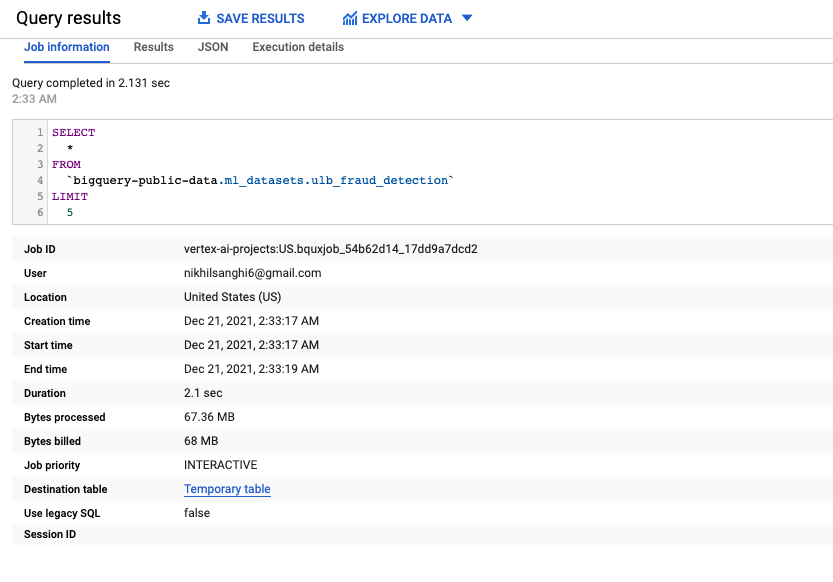 Query results SAVE RESULTS EXPLORE DATA
Job information Results JSON Execution details
Query completed in 2.131 sec
2:33 AM
1 SELECT
2 *
3 FROM
4 `bigquery-public-data.ml_datasets.ulb_fraud_detection`
5 LIMIT
6 5
Job ID vertex-ai-projects:US.bquxjob_54b62d14_17dd9a7dcd2
User nikhilsanghi6@gmail.com
Location United States (US)
Creation time Dec 21, 2021, 2:33:17 AM
Start time Dec 21, 2021, 2:33:17 AM
End time Dec 21, 2021, 2:33:19 AM
Duration 2.1 sec
Bytes processed 67.36 MB
Bytes billed 68 MB
Job priority INTERACTIVE
Destination table Temporary table
Use legacy SQL false
Session ID